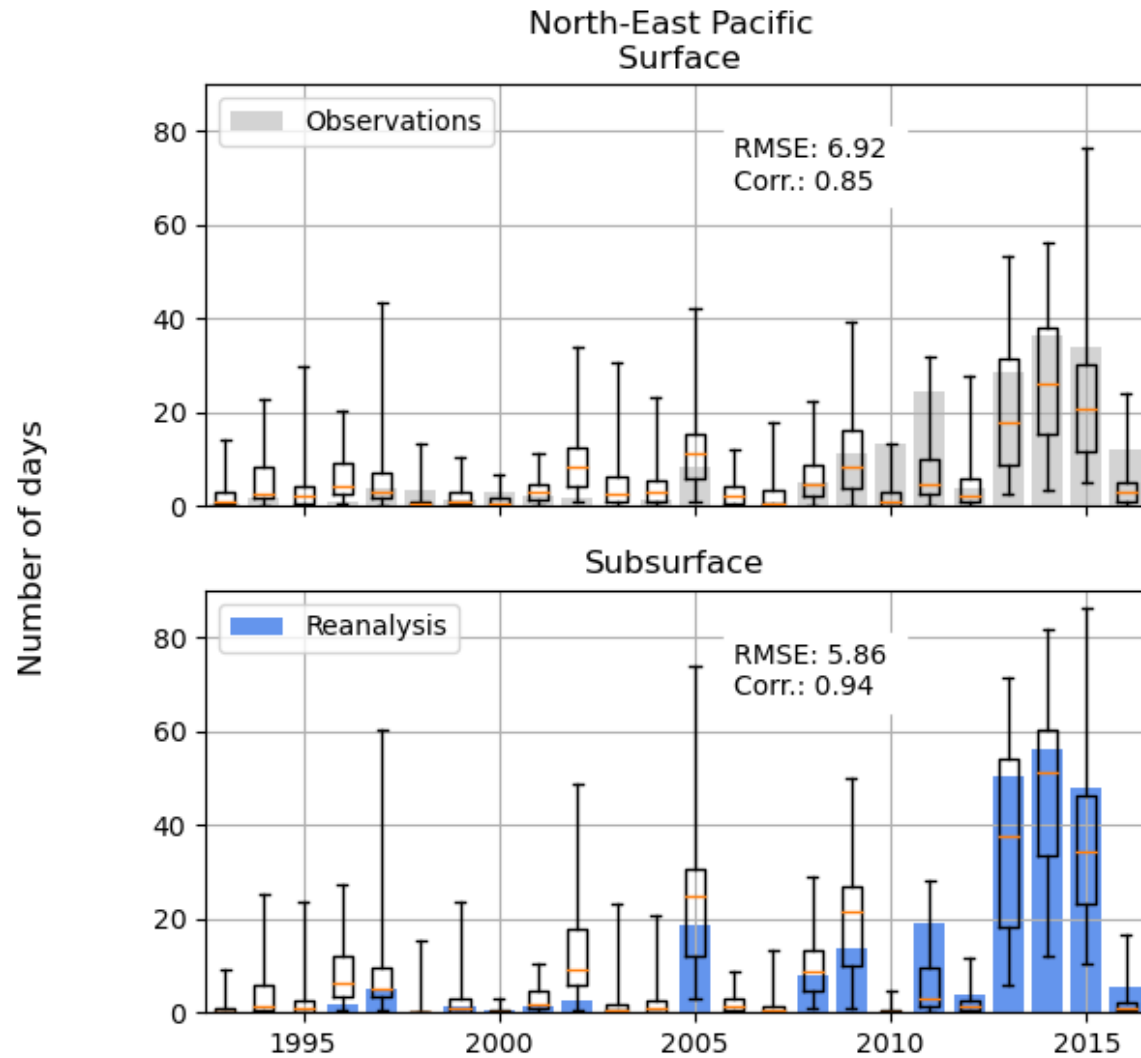 North-East Pacific
Surface
Observations
RMSE: 6.92
Corr.: 0.85
80
60
40
20
0
Number of days
Subsurface
Reanalysis
RMSE: 5.86
Corr.: 0.94
80
60
40
20
0
1995 2000 2005 2010 2015